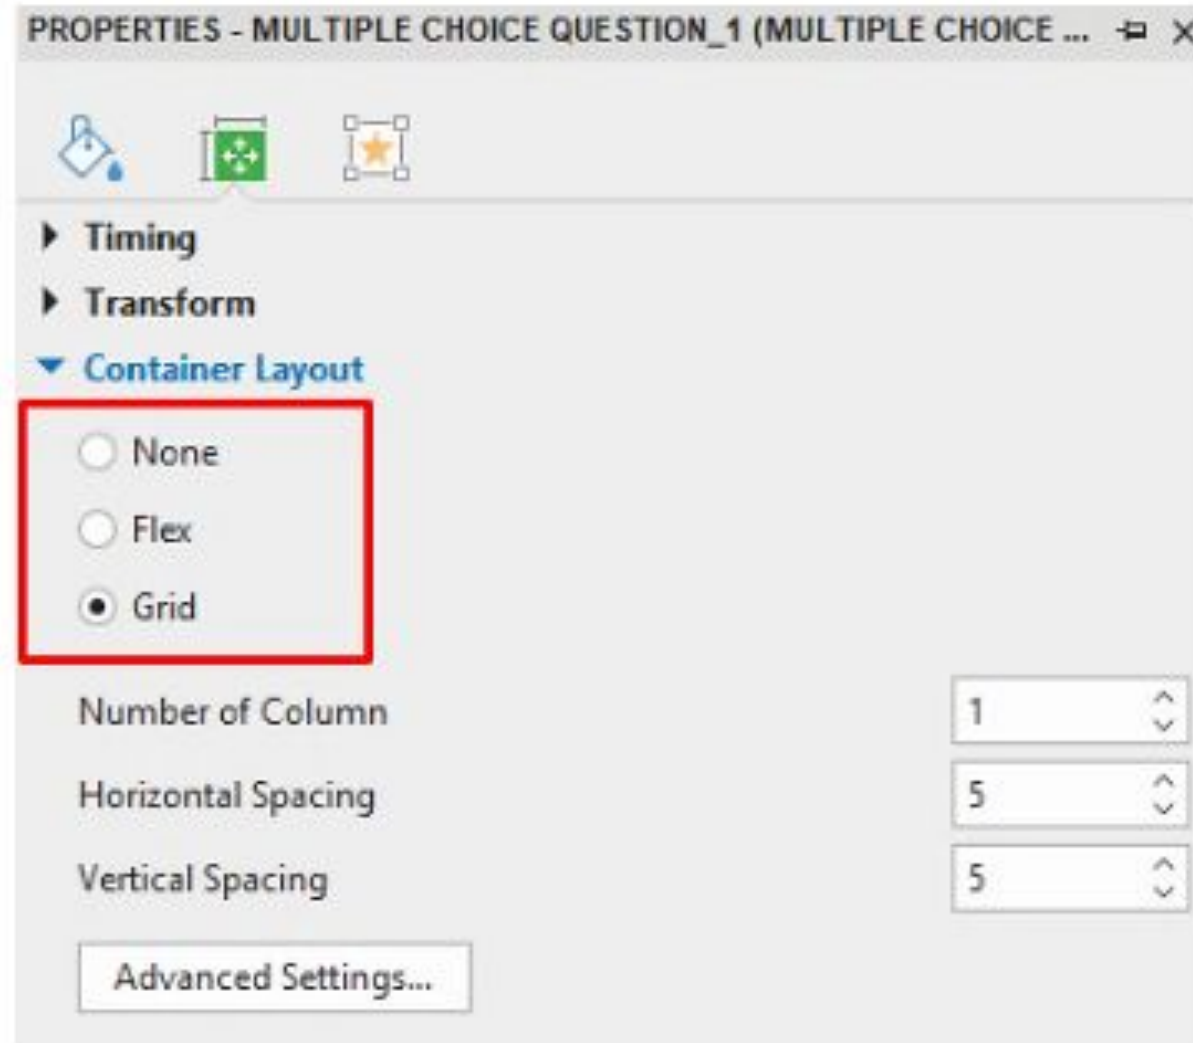 PROPERTIES - MULTIPLE CHOICE QUESTION_1 (MULTIPLE CHOICE ...
Timing
Transform
Container Layout
None
Flex
Grid
Number of Column 1
Horizontal Spacing 5
Vertical Spacing 5
Advanced Settings...